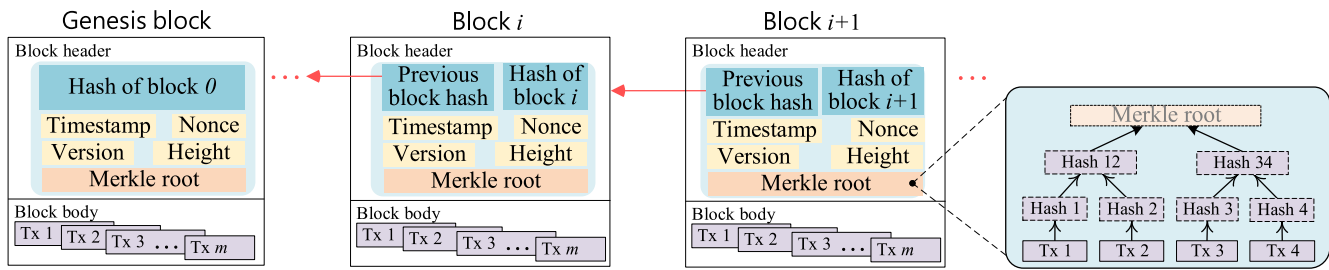 Genesis block
Block header
Hash of block 0
Timestamp Nonce
Version Height
Merkle root
Block body
Tx 1 Tx 2 Tx 3 ... Tx m
...
Block i
Block header
Previous block hash
Hash of block i
Timestamp Nonce
Version Height
Merkle root
Block body
Tx 1 Tx 2 Tx 3 ... Tx m
Block i+1
Block header
Previous block hash
Hash of block i+1
Timestamp Nonce
Version Height
Merkle root
Block body
Tx 1 Tx 2 Tx 3 ... Tx m
...
Merkle root
Hash 12 Hash 34
Hash 1 Hash 2 Hash 3 Hash 4
Tx 1 Tx 2 Tx 3 Tx 4